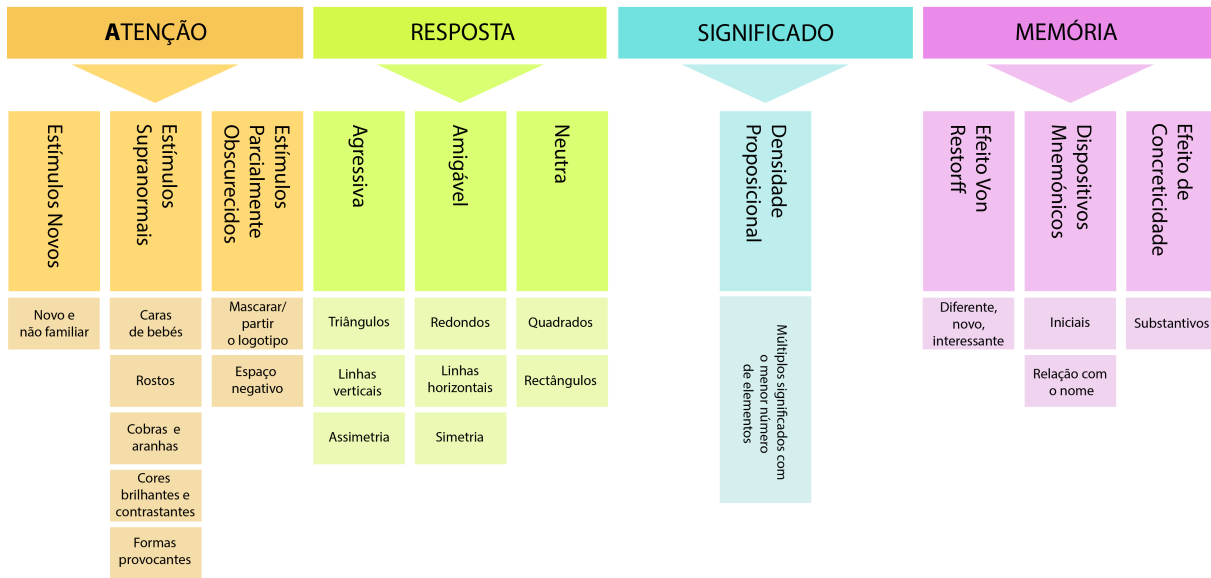 ATENÇÃO
Estímulos Novos
Novo e
não familiar
Estímulos
Supranormais
Caras
de bebés
Rostos
Cobras e
aranhas
Cores
brilhantes e
contrastantes
Formas
provocantes
Estímulos
Parcialmente
Obscurecidos
Mascarar/
partir
o logotipo
Espaço
negativo
RESPOSTA
Agressiva
Triângulos
Linhas
verticais
Assimetria
Amigável
Redondos
Linhas
horizontais
Simetria
Neutra
Quadrados
Rectângulos
SIGNIFICADO
Densidade
Proposicional
Múltiplos significados com
o menor número
de elementos
MEMÓRIA
Efeito Von
Restorff
Diferente,
novo,
interessante
Dispositivos
Mnemónicos
Iniciais
Relação com
o nome
Efeito de
Concreticidade
Substantivos